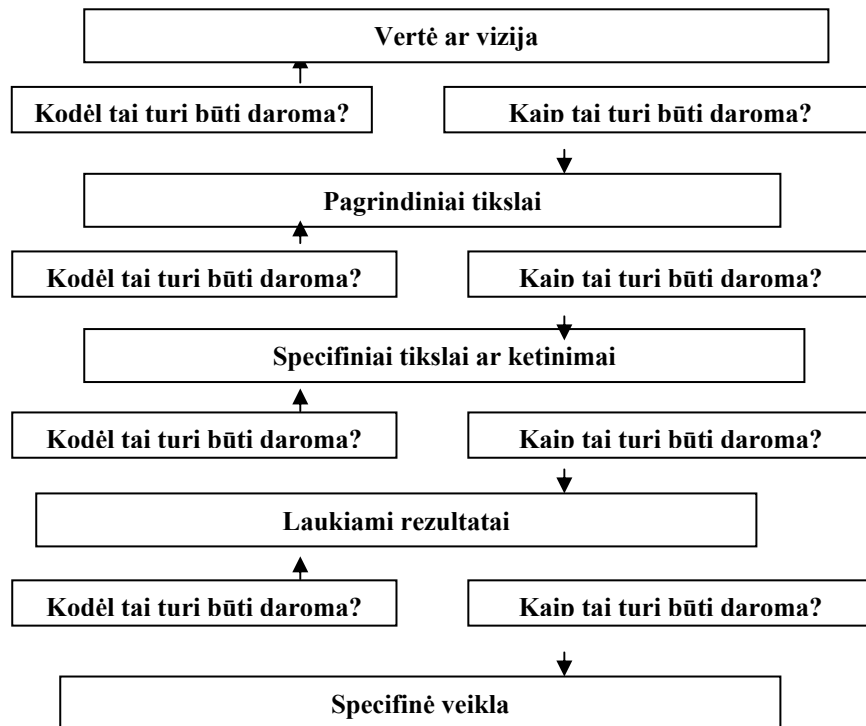 Vertė ar vizija
Kodėl tai turi būti daroma?
Kaip tai turi būti daroma?
Pagrindiniai tikslai
Kodėl tai turi būti daroma?
Kaip tai turi būti daroma?
Specifiniai tikslai ar ketinimai
Kodėl tai turi būti daroma?
Kaip tai turi būti daroma?
Laukiami rezultatai
Kodėl tai turi būti daroma?
Kaip tai turi būti daroma?
Specifinė veikla